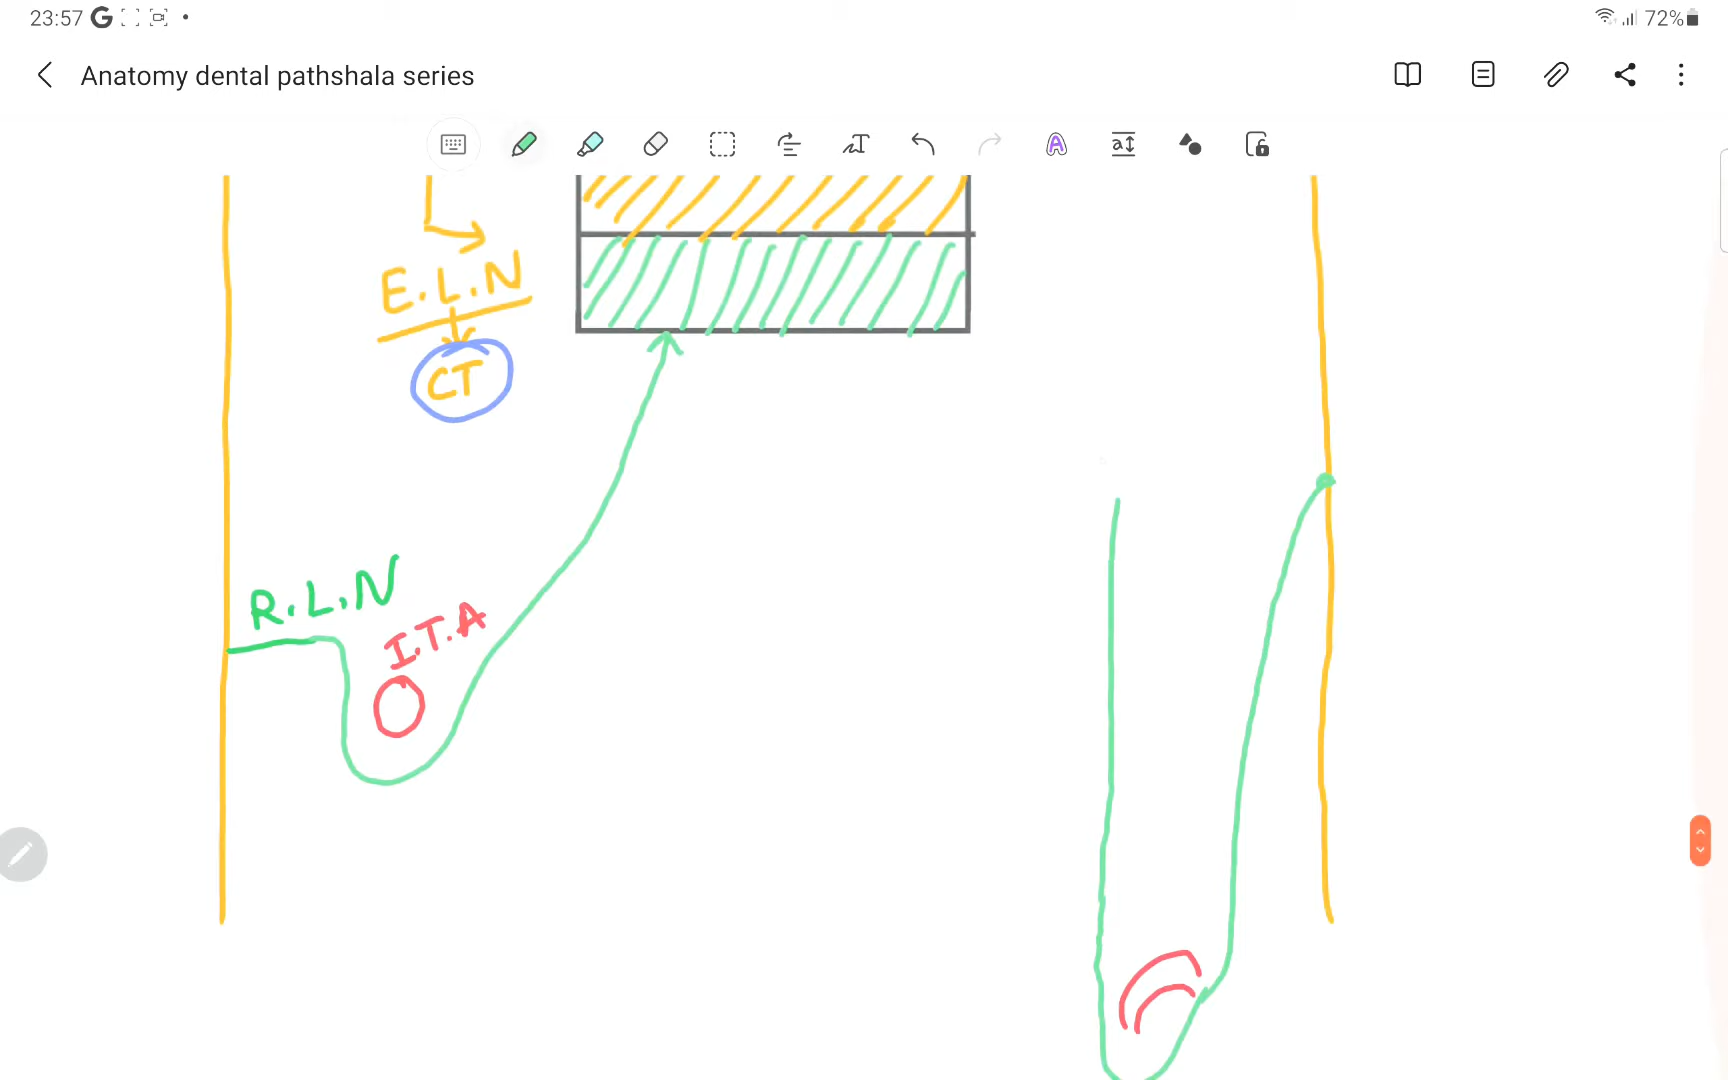 23:57 G 72%
Anatomy dental pathshala series
E.L.N
CT
R.L.N
I.T.A